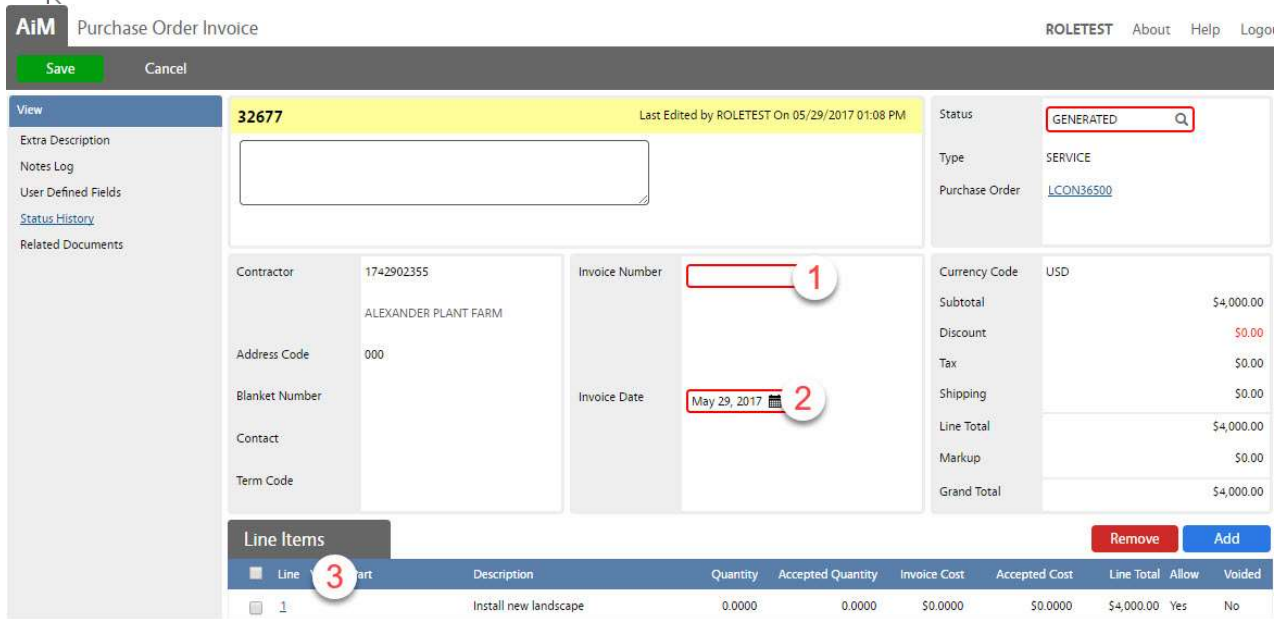 AiM Purchase Order Invoice ROLETEST About Help Logou
Save Cancel
View
Extra Description
Notes Log
User Defined Fields
Status History
Related Documents
32677 Last Edited by ROLETEST On 05/29/2017 01:08 PM
Status GENERATED
Type SERVICE
Purchase Order LCON36500
Contractor 1742902355
ALEXANDER PLANT FARM
Address Code 000
Blanket Number
Contact
Term Code
Invoice Number 1
Invoice Date May 29, 2017 2
Currency Code USD
Subtotal $4,000.00
Discount $0.00
Tax $0.00
Shipping $0.00
Line Total $4,000.00
Markup $0.00
Grand Total $4,000.00
Line Items Remove Add
Line 3 Description Quantity Accepted Quantity Invoice Cost Accepted Cost Line Total Allow Voided
1 Install new landscape 0.0000 0.0000 $0.0000 $0.0000 $4,000.00 Yes No